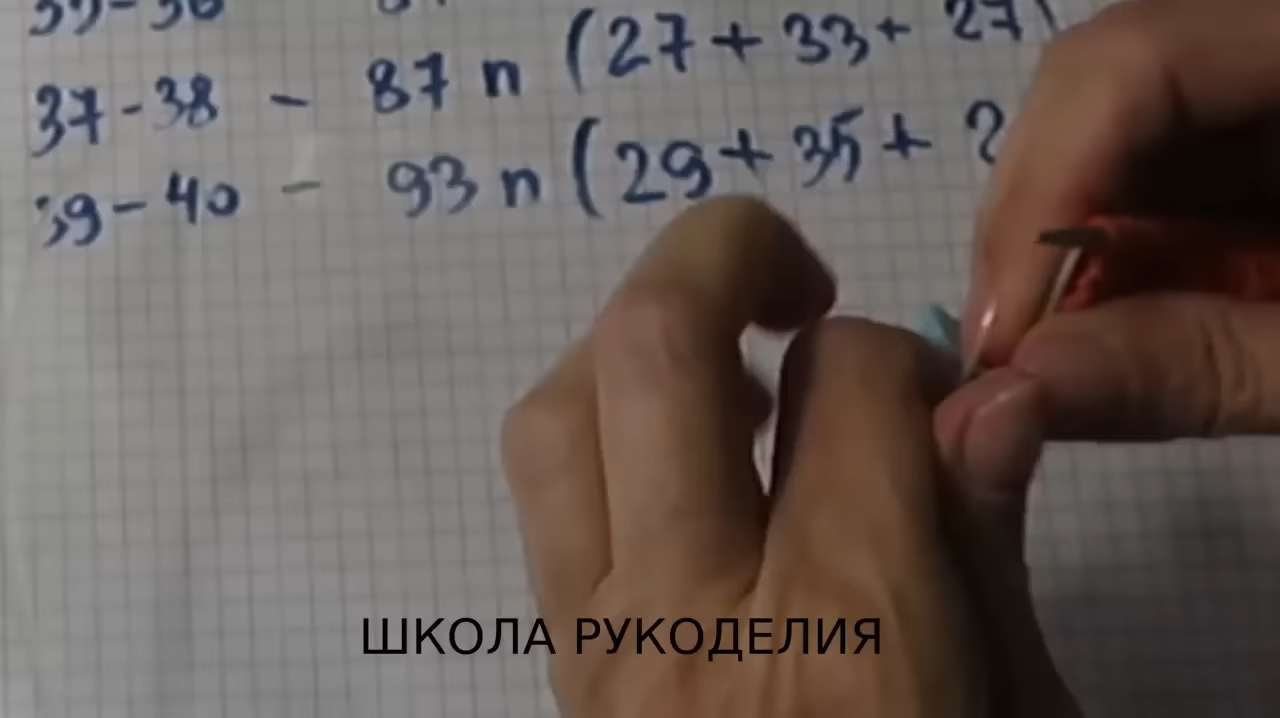 37-38 - 87 п (27 + 33 + 27)
39-40 - 93 п (29 + 35 +
ШКОЛА РУКОДЕЛИЯ